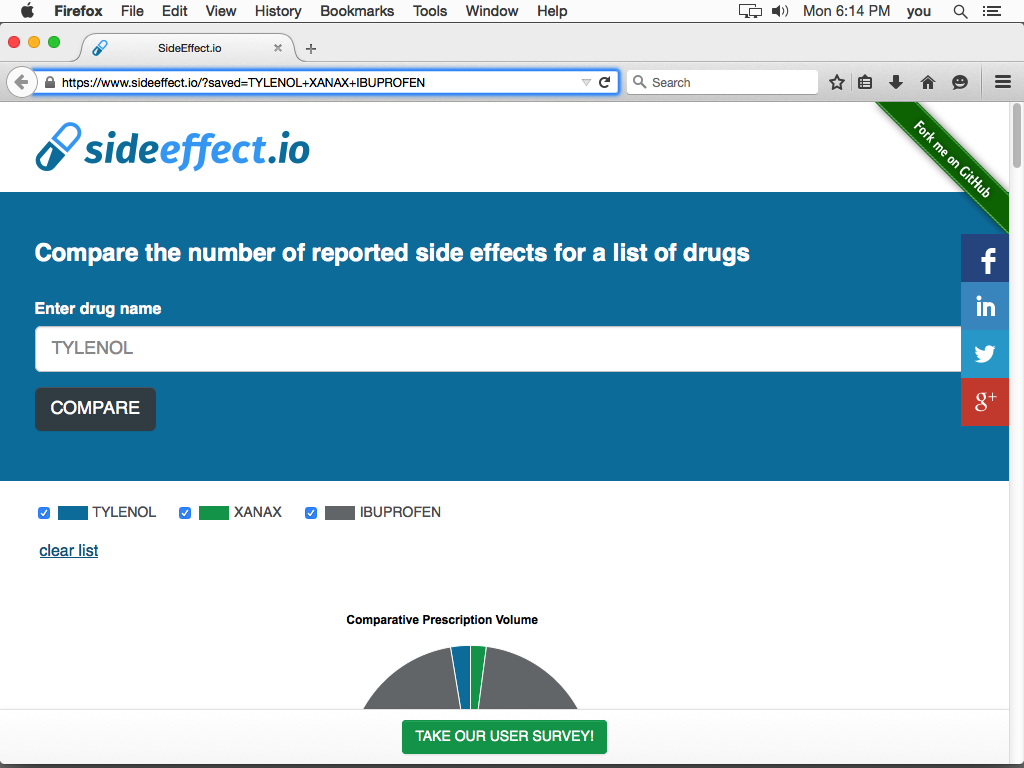 Firefox File Edit View History Bookmarks Tools Window Help Mon 6:14 PM you
SideEffect.io
https://www.sideeffect.io/?saved=TYLENOL+XANAX+IBUPROFEN
Search
sideeffect.io
Fork me on GitHub
Compare the number of reported side effects for a list of drugs
Enter drug name
TYLENOL
COMPARE
f
in
g+
TYLENOL XANAX IBUPROFEN
clear list
Comparative Prescription Volume
TAKE OUR USER SURVEY!